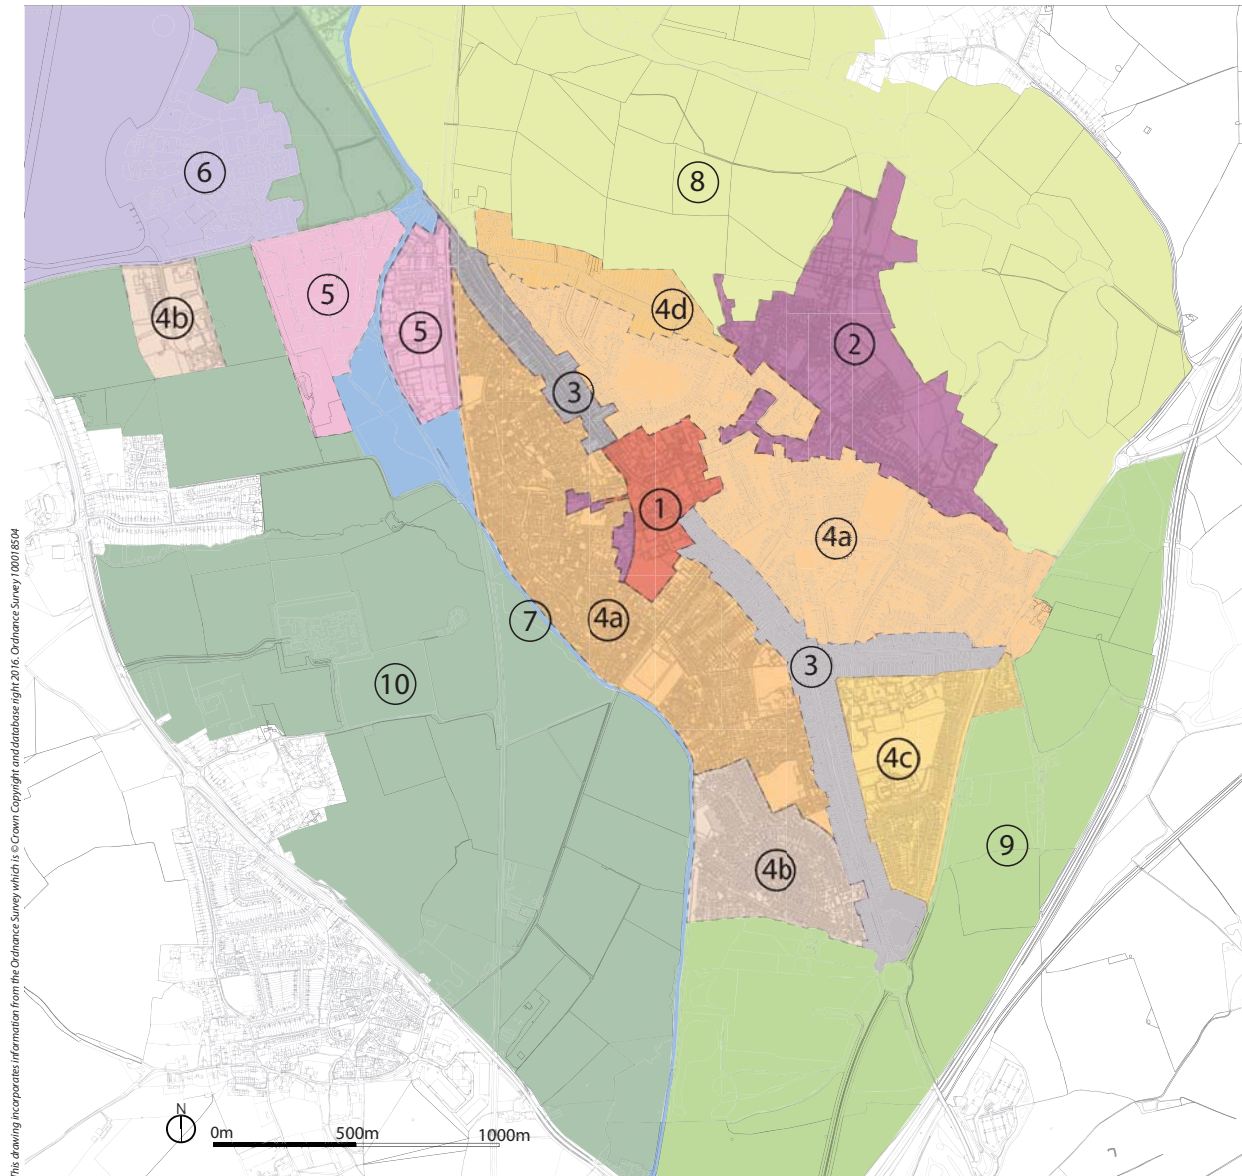 6
8
5
4b
4d
5
2
3
1
4a
7
4a
3
10
4c
9
4b
N
0m
500m
1000m
This drawing incorporates information from the Ordnance Survey which is © Crown Copyright and database right 2016. Ordnance Survey 100018504